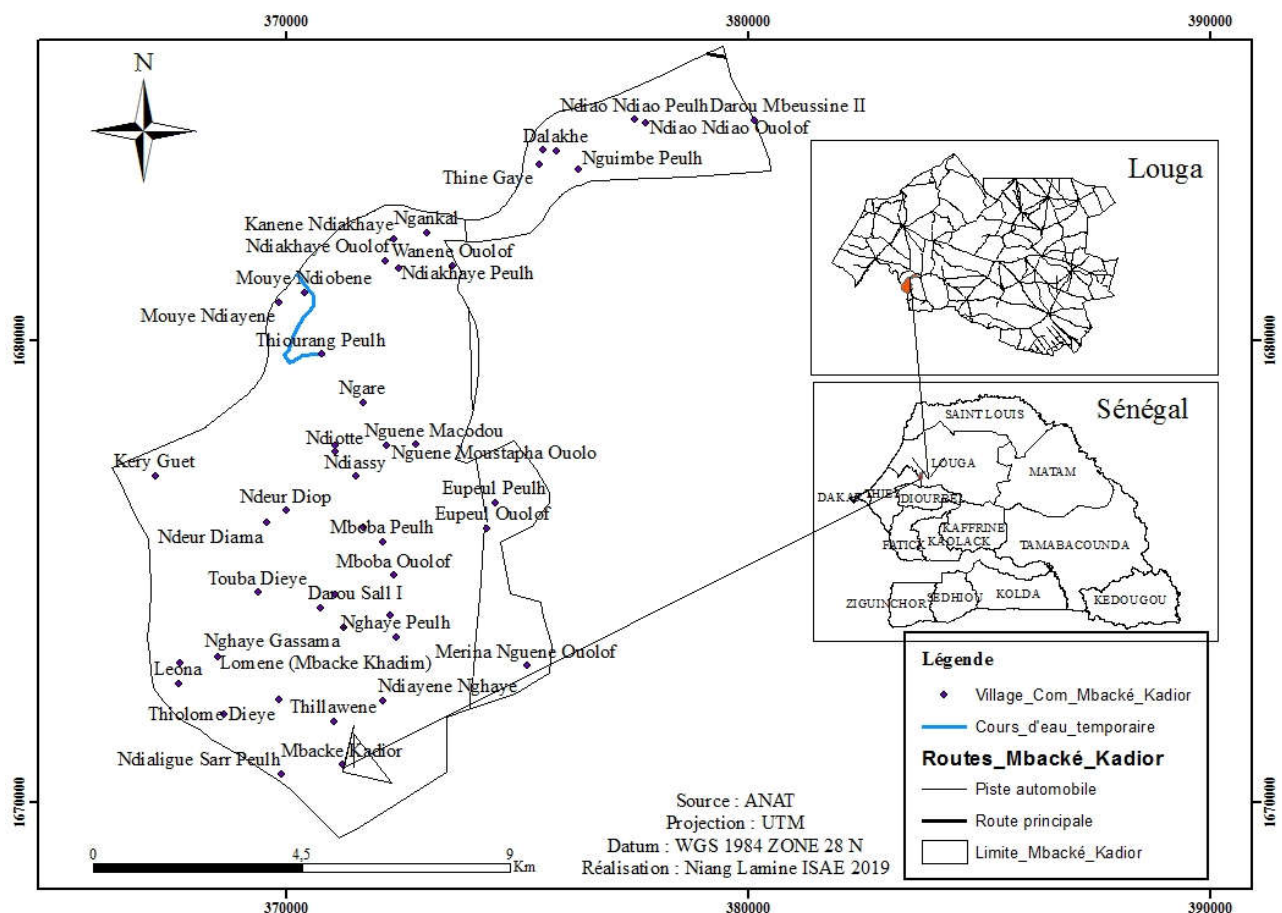 370000
380000
390000
N
Ndiao Ndiao Peulh
Darou Mbeussine II
Ndiao Ndiao Ouolof
Dalakhe
Nguimbe Peulh
Thine Gaye
Louga
Kanene Ndiakhaye
Ngankal
Ndiakhaye Ouolof
Wanene Ouolof
Ndiakhaye Peulh
Mouye Ndiobene
Mouye Ndiayene
Thiourang Peulh
1680000
1680000
Ngare
Ndiotte
Nguene Macodou
Nguene Moustapha Ouolo
Ndiassy
Kery Guet
Eupeul Peulh
Ndeur Diop
Eupeul Ouolof
Ndeur Diama
Mboba Peulh
Mboba Ouolof
Touba Dieye
Darou Sall I
Nghaye Peulh
Nghaye Gassama
Lomene (Mbacke Khadim)
Merina Nguene Ouolof
Leona
Ndiayene Nghaye
Thillawene
Thiolome Dieye
Mbacke Kadior
Ndialigue Sarr Peulh
Sénégal
SAINT LOUIS
LOUGA
MATAM
DAKAR
THIES
DIOURBEL
KAFFRINE
FATICK
KAOLACK
TAMABACOUNDA
ZIGUINCHOR
SEDHIOU
KOLDA
KEDOUGOU
Légende
Village_Com_Mbacké_Kadior
Cours_d'eau_temporaire
Routes_Mbacké_Kadior
Piste automobile
Route principale
Limite_Mbacké_Kadior
1670000
1670000
Source : ANAT
Projection : UTM
Datum : WGS 1984 ZONE 28 N
Réalisation : Niang Lamine ISAE 2019
0
4,5
9
Km
370000
380000
390000